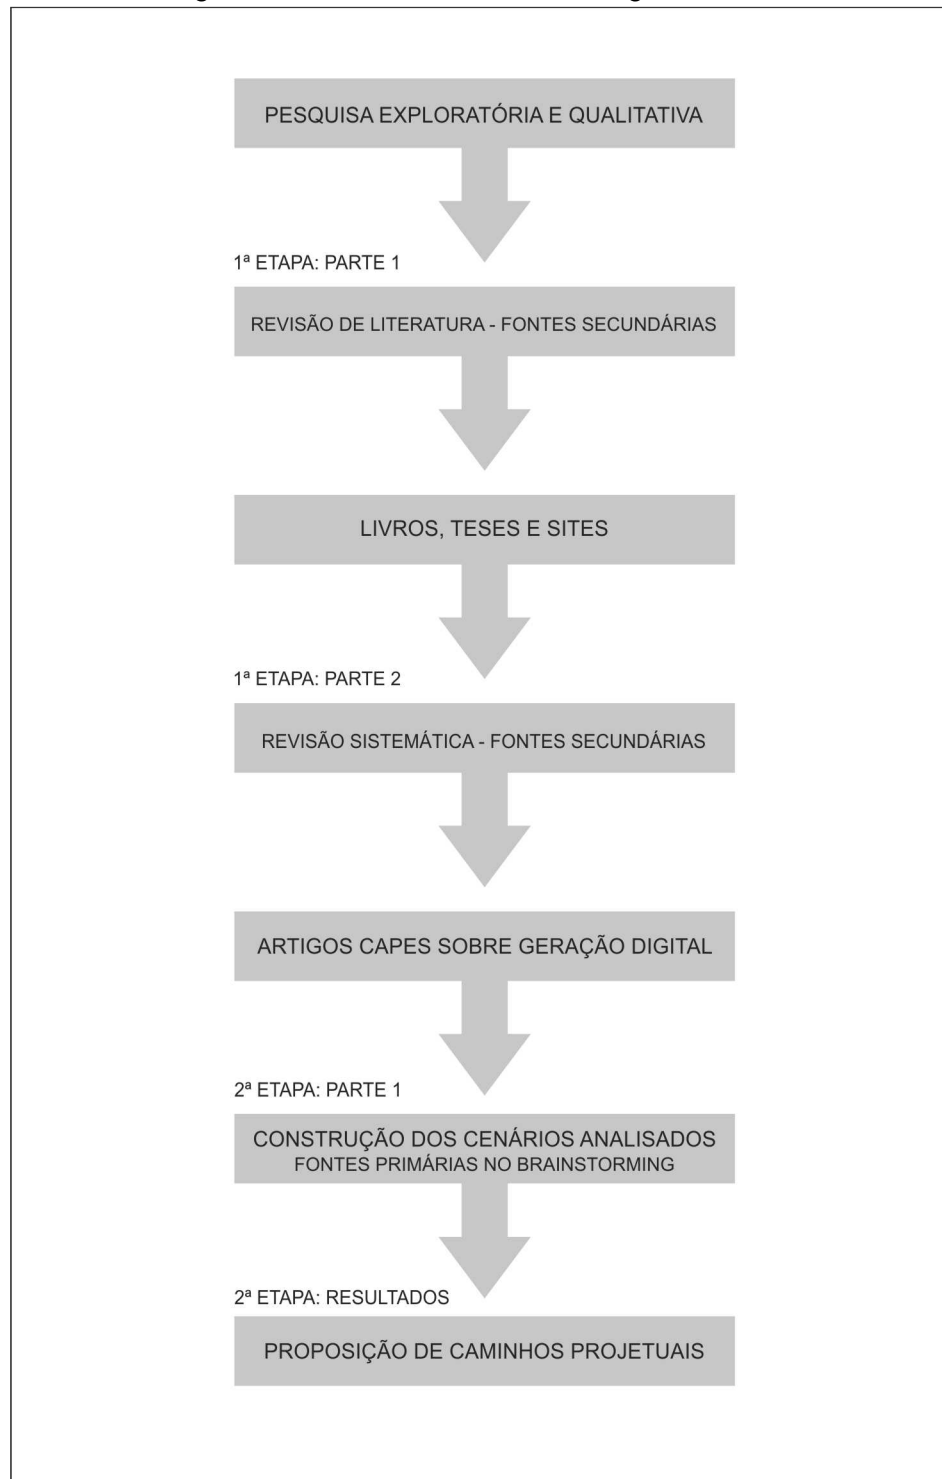 PESQUISA EXPLORATÓRIA E QUALITATIVA
1ª ETAPA: PARTE 1
REVISÃO DE LITERATURA - FONTES SECUNDÁRIAS
LIVROS, TESES E SITES
1ª ETAPA: PARTE 2
REVISÃO SISTEMÁTICA - FONTES SECUNDÁRIAS
ARTIGOS CAPES SOBRE GERAÇÃO DIGITAL
2ª ETAPA: PARTE 1
CONSTRUÇÃO DOS CENÁRIOS ANALISADOS
FONTES PRIMÁRIAS NO BRAINSTORMING
2ª ETAPA: RESULTADOS
PROPOSIÇÃO DE CAMINHOS PROJETUAIS